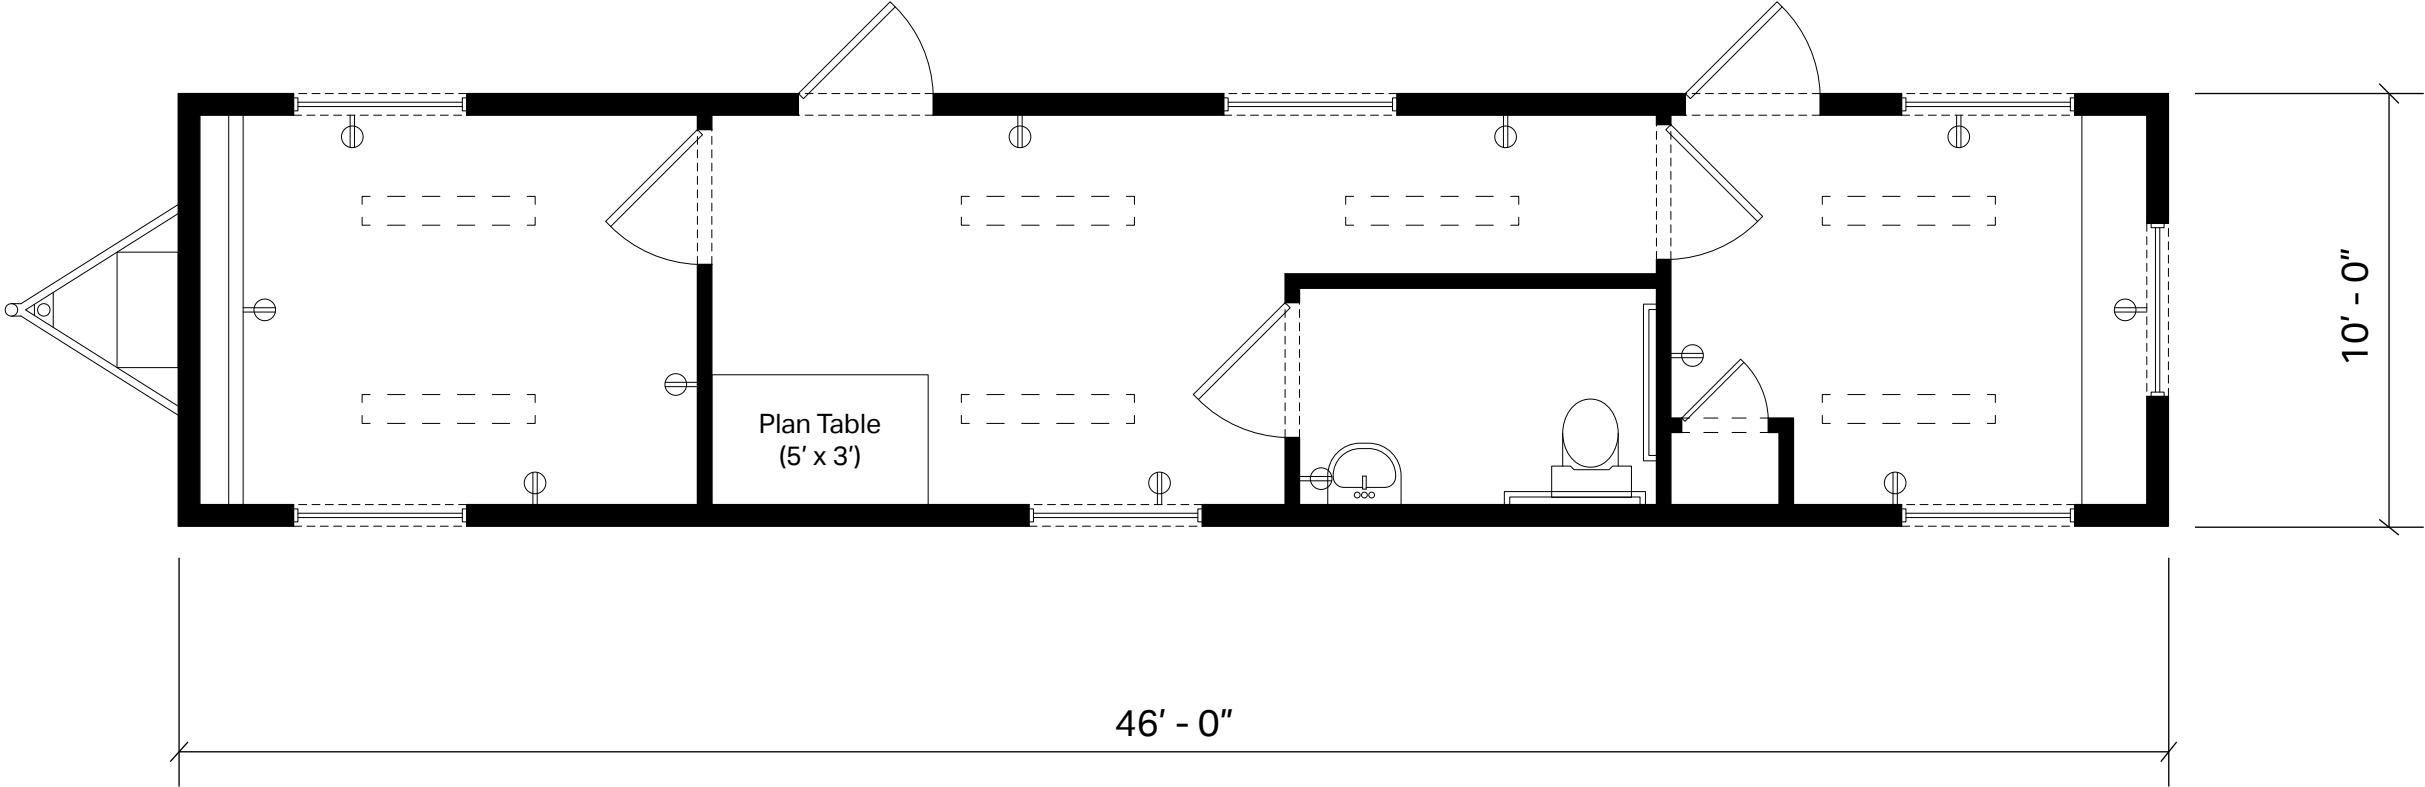 Plan Table
(5′ x 3′)
10′ - 0″
46′ - 0″